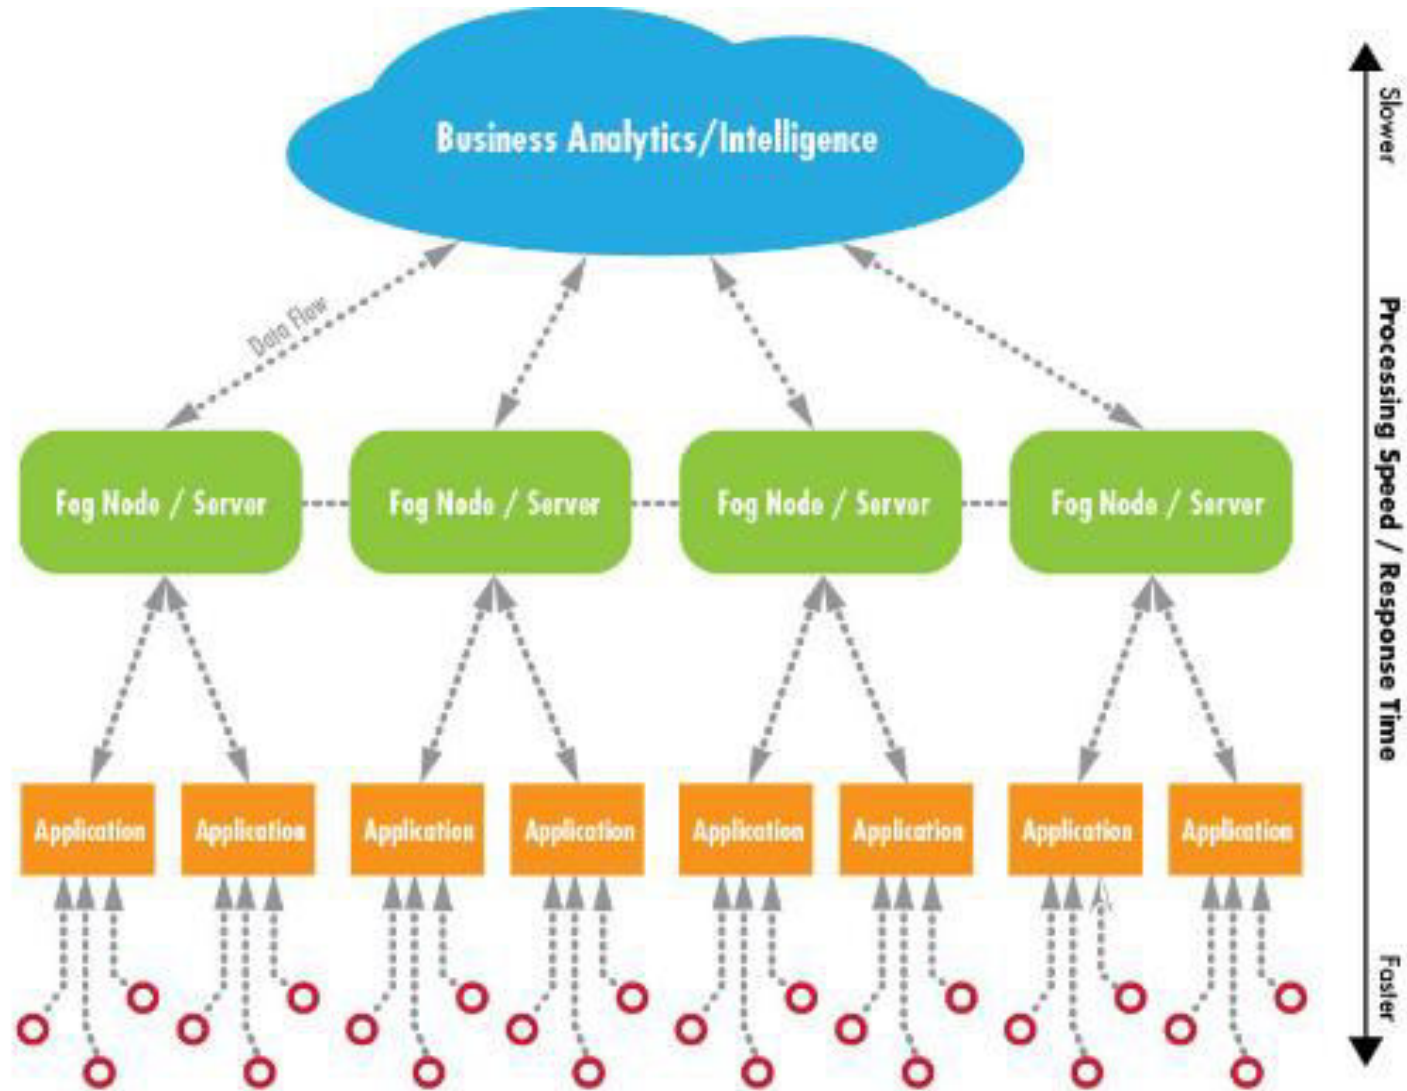 Business Analytics/Intelligence
Slower
Data Flow
Processing Speed / Response Time
Fog Node / Server
Fog Node / Server
Fog Node / Server
Fog Node / Server
Application
Application
Application
Application
Application
Application
Application
Application
Faster